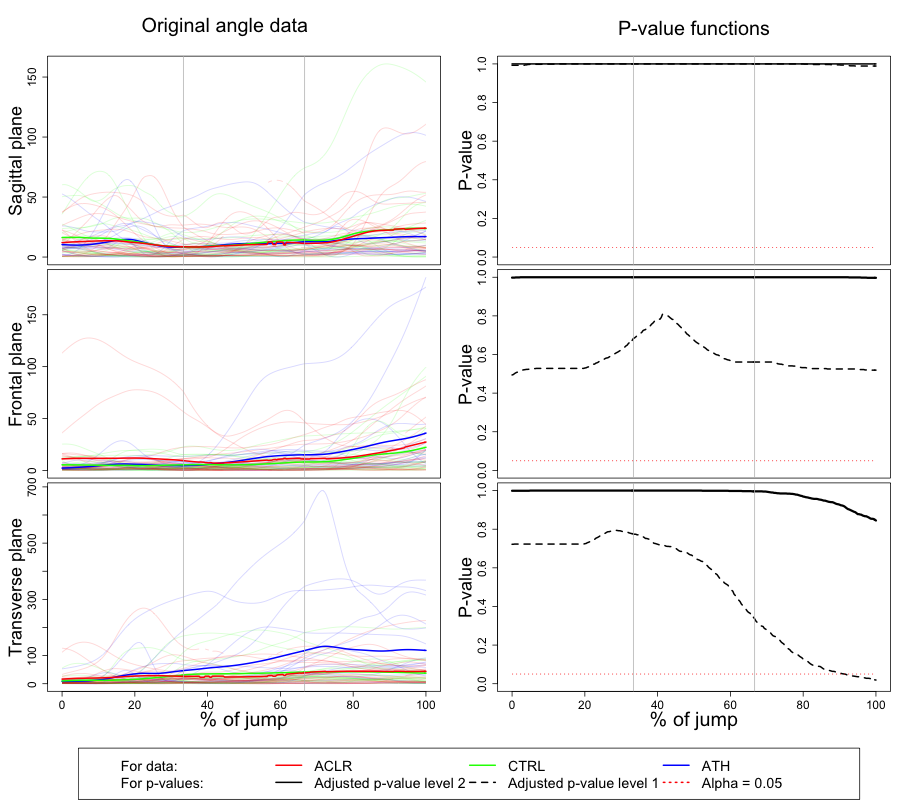 Original angle data
P-value functions
Sagittal plane
0
50
100
150
P-value
0.0
0.2
0.4
0.6
0.8
1.0
Frontal plane
0
50
100
150
P-value
0.0
0.2
0.4
0.6
0.8
1.0
Transverse plane
0
100
300
500
700
P-value
0.0
0.2
0.4
0.6
0.8
1.0
0 20 40 60 80 100
% of jump
0 20 40 60 80 100
% of jump
For data: ACLR CTRL ATH
For p-values: Adjusted p-value level 2 Adjusted p-value level 1 Alpha = 0.05